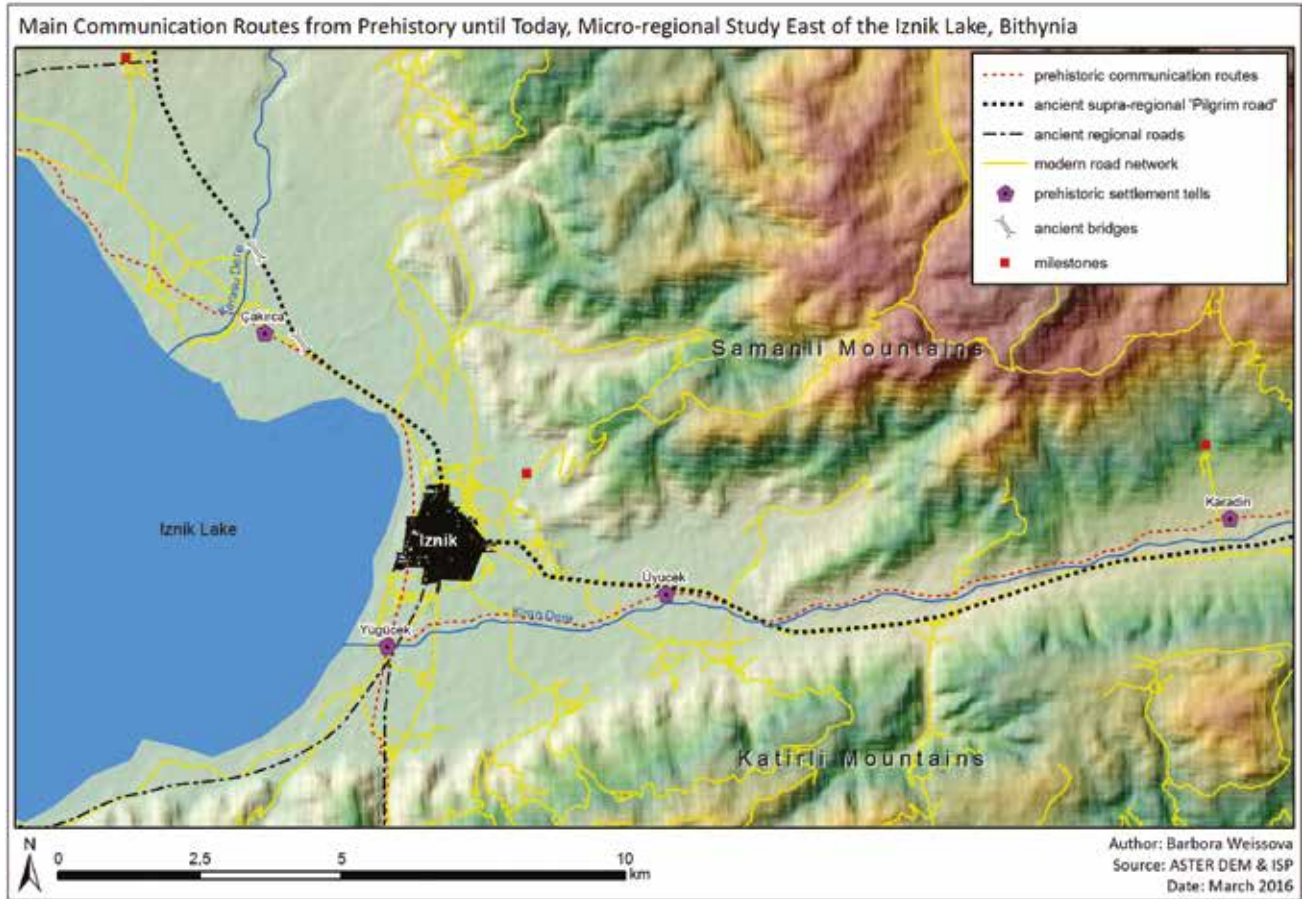 Main Communication Routes from Prehistory until Today, Micro-regional Study East of the Iznik Lake, Bithynia
prehistoric communication routes
ancient supra-regional 'Pilgrim road'
ancient regional roads
modern road network
prehistoric settlement tells
ancient bridges
milestones
Çakırca
Samanlı Mountains
Karadin
Iznik Lake
Iznik
Üyücek
Yügücek
Katirli Mountains
N
0 2,5 5 10
km
Author: Barbora Weissova
Source: ASTER DEM & ISP
Date: March 2016